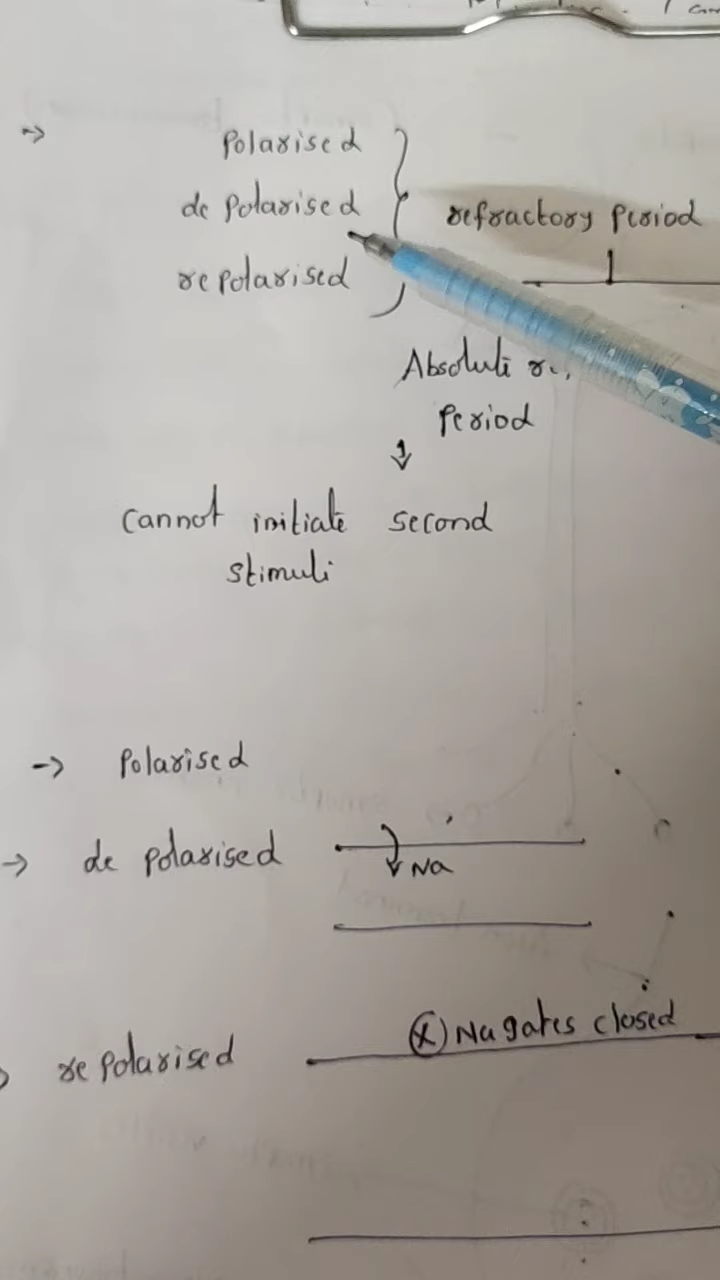 -> Polarised
de Polarised
refractory Period
repolarised
Absolute
Period
cannot initiate second
stimuli
-> Polarised
-> de polarised
Na
repolarised
(x) Na gates closed